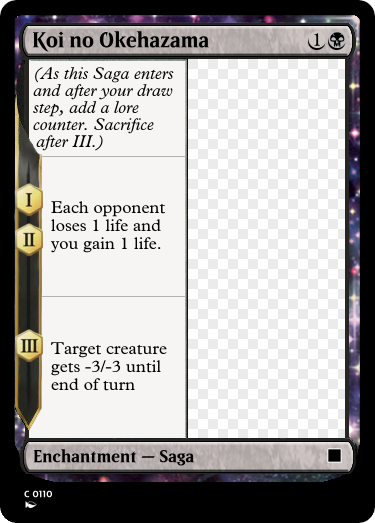 Koi no Okehazama 1
(As this Saga enters
and after your draw
step, add a lore
counter. Sacrifice
after III.)
I
II
Each opponent
loses 1 life and
you gain 1 life.
III
Target creature
gets -3/-3 until
end of turn
Enchantment — Saga
C 0110